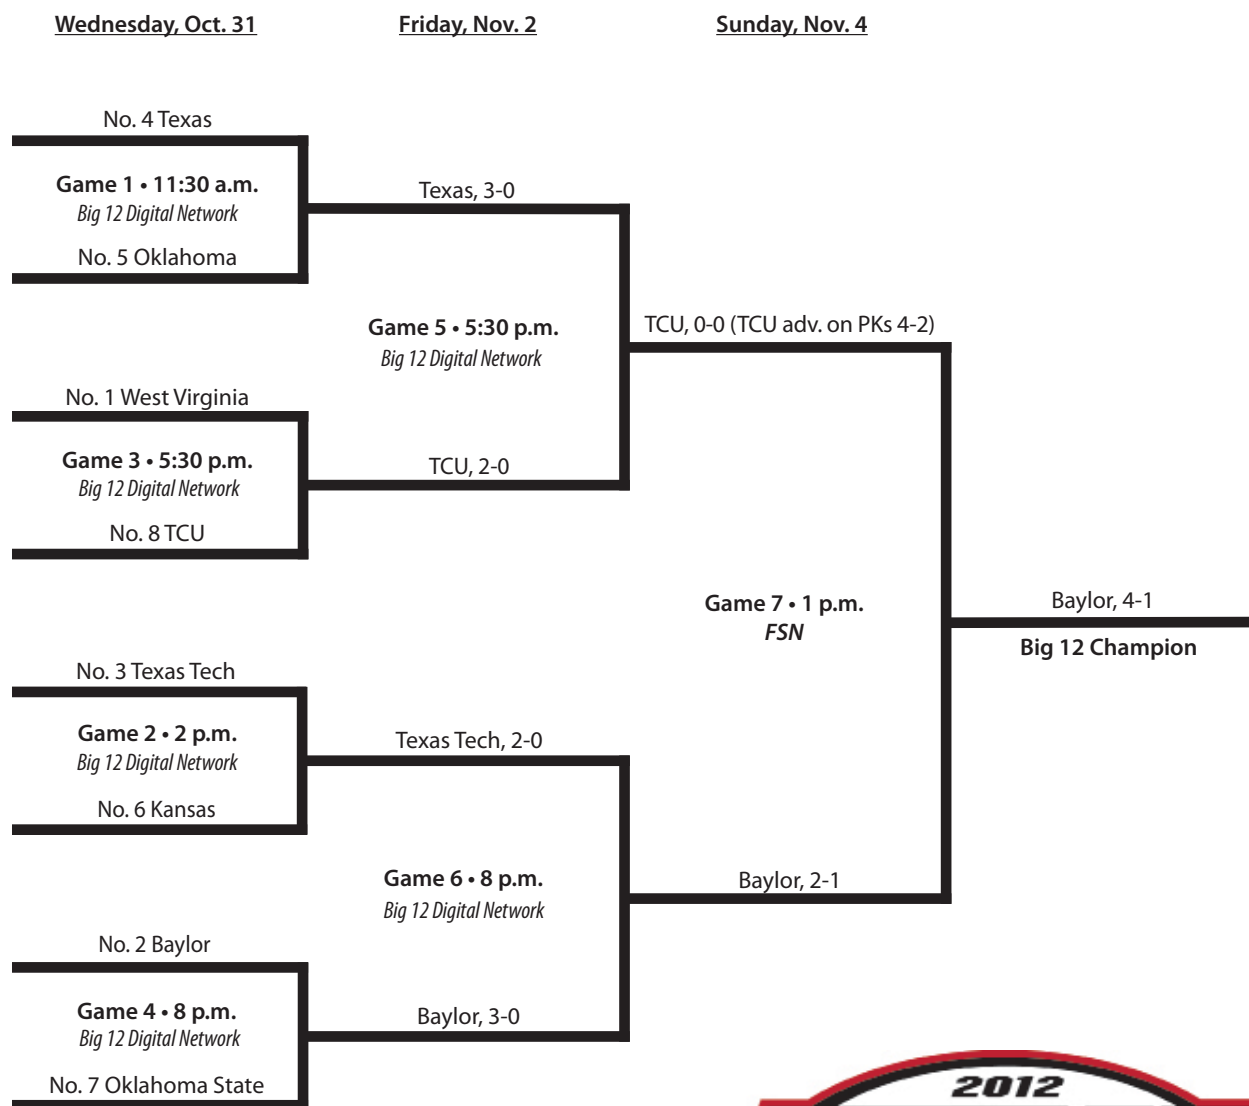 Wednesday, Oct. 31
Friday, Nov. 2
Sunday, Nov. 4
No. 4 Texas
Game 1 • 11:30 a.m.
Big 12 Digital Network
No. 5 Oklahoma
Texas, 3-0
Game 5 • 5:30 p.m.
Big 12 Digital Network
TCU, 0-0 (TCU adv. on PKs 4-2)
No. 1 West Virginia
Game 3 • 5:30 p.m.
Big 12 Digital Network
No. 8 TCU
TCU, 2-0
Game 7 • 1 p.m.
FSN
Baylor, 4-1
Big 12 Champion
No. 3 Texas Tech
Game 2 • 2 p.m.
Big 12 Digital Network
No. 6 Kansas
Texas Tech, 2-0
Game 6 • 8 p.m.
Big 12 Digital Network
Baylor, 2-1
No. 2 Baylor
Game 4 • 8 p.m.
Big 12 Digital Network
No. 7 Oklahoma State
Baylor, 3-0
2012